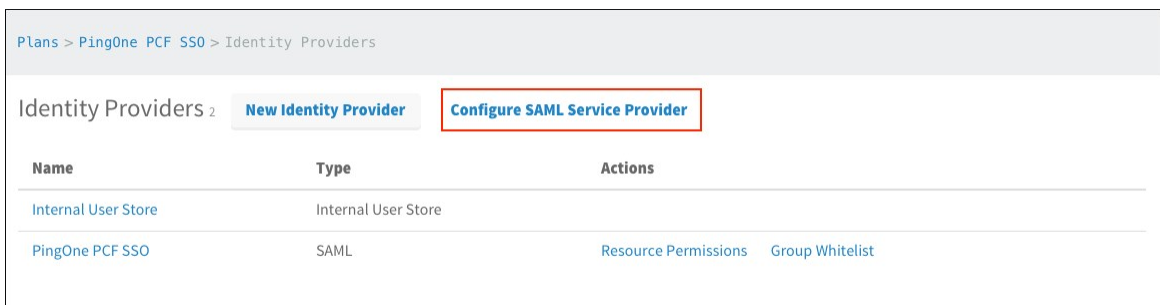 Plans > PingOne PCF SSO > Identity Providers
Identity Providers 2 New Identity Provider Configure SAML Service Provider
Name Type Actions
Internal User Store Internal User Store
PingOne PCF SSO SAML Resource Permissions Group Whitelist